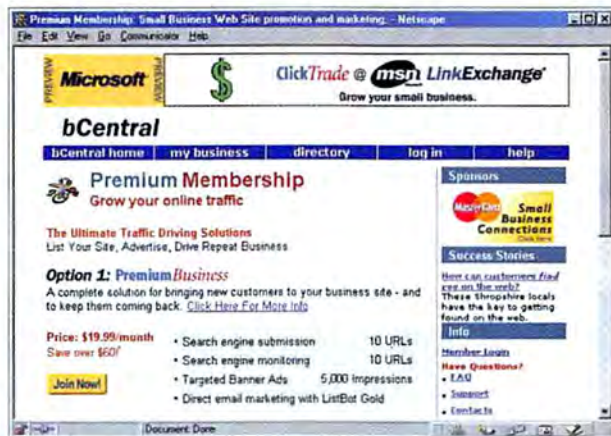 Premium Membership: Small Business Web Site promotion and marketing. - Netscape
File Edit View Go Communicator Help
PREVIEW
Microsoft
PREVIEW
$
ClickTrade @ msn LinkExchange
Grow your small business.
bCentral
bCentral home my business directory log in help
Premium Membership
Grow your online traffic
The Ultimate Traffic Driving Solutions
List Your Site, Advertise, Drive Repeat Business
Option 1: PremiumBusiness
A complete solution for bringing new customers to your business site - and
to keep them coming back. Click Here For More Info
Price: $19.99/month
Save over $60!
Join Now!
• Search engine submission 10 URLs
• Search engine monitoring 10 URLs
• Targeted Banner Ads 5,000 Impressions
• Direct email marketing with ListBot Gold
Sponsors
MasterCard
Small
Business
Connections
Click here
Success Stories
How can customers find
you on the web?
These Shropshire locals
have the key to getting
found on the web.
Info
Member Login
Have Questions?
• FAQ
• Support
• Contacts
Document: Done